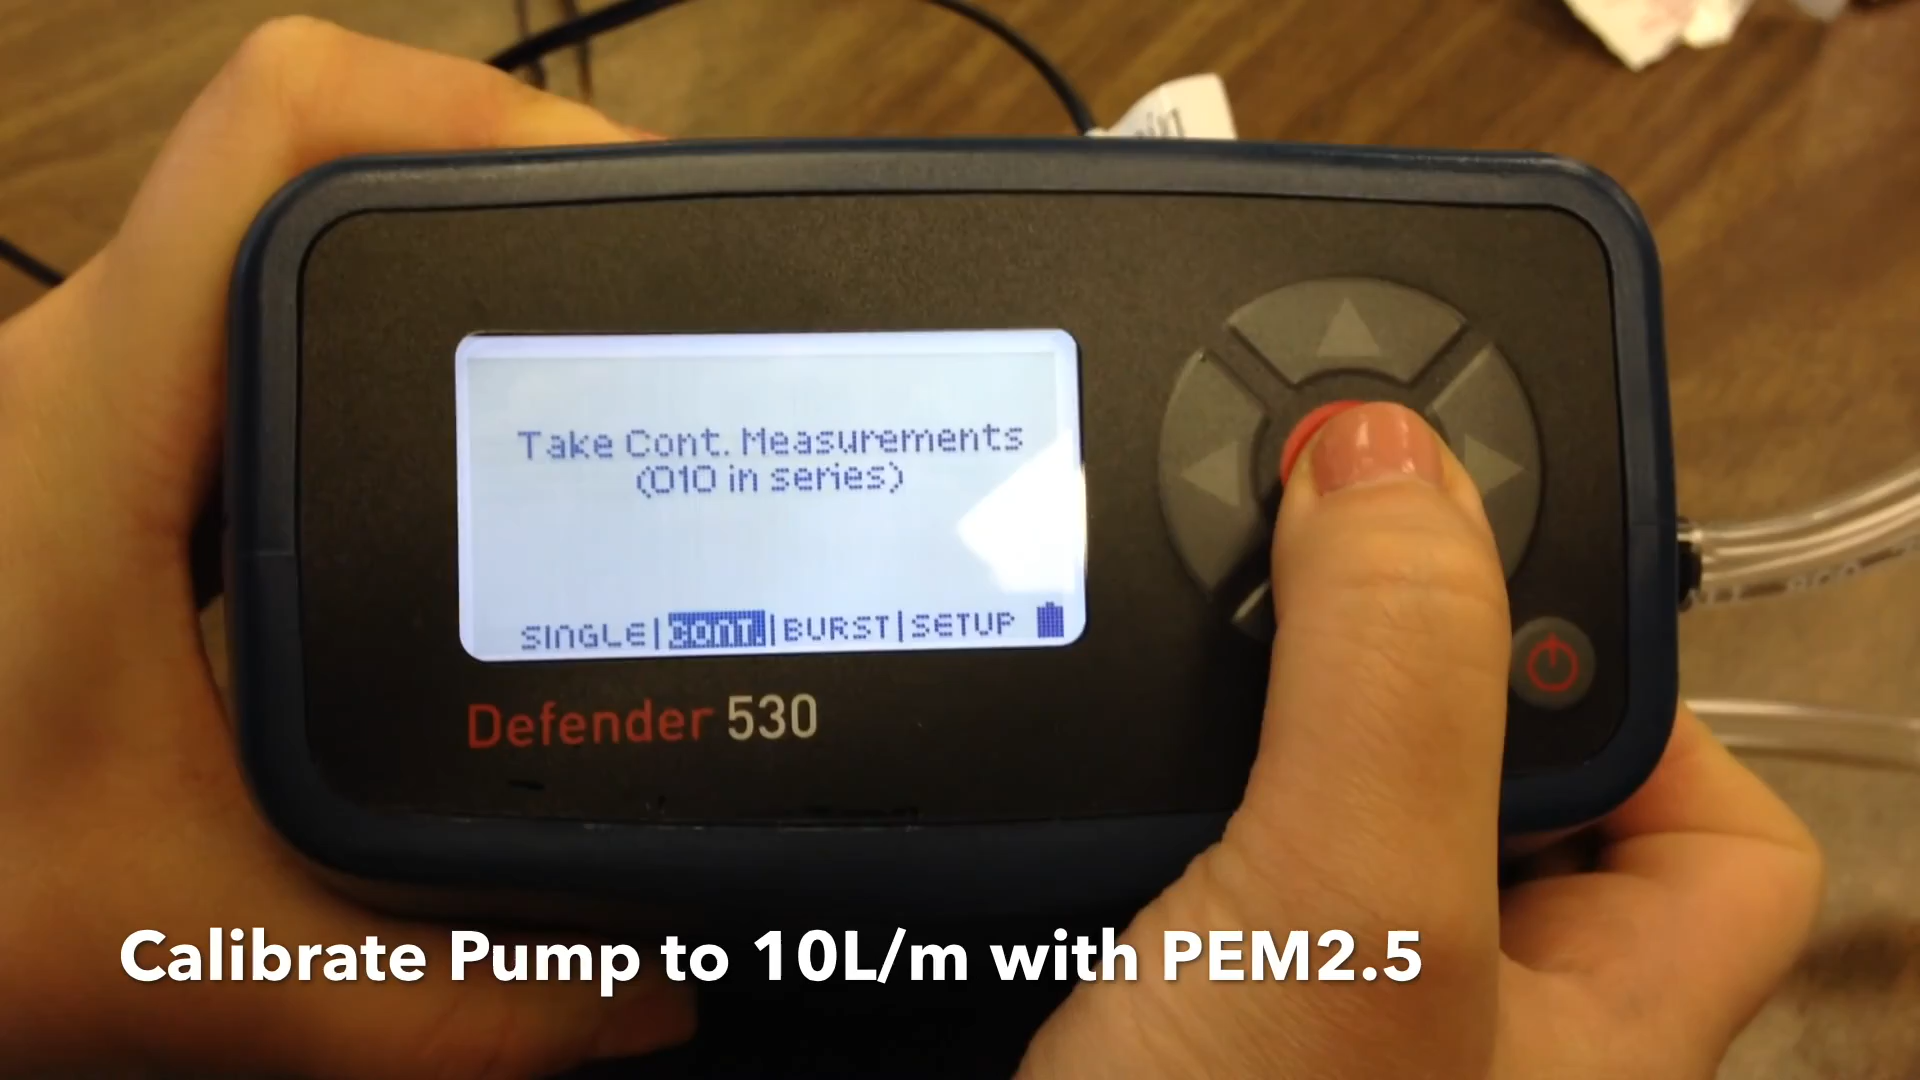 Take Cont. Measurements
(010 in series)
SINGLE|CONT.|BURST|SETUP
Defender 530
Calibrate Pump to 10L/m with PEM2.5